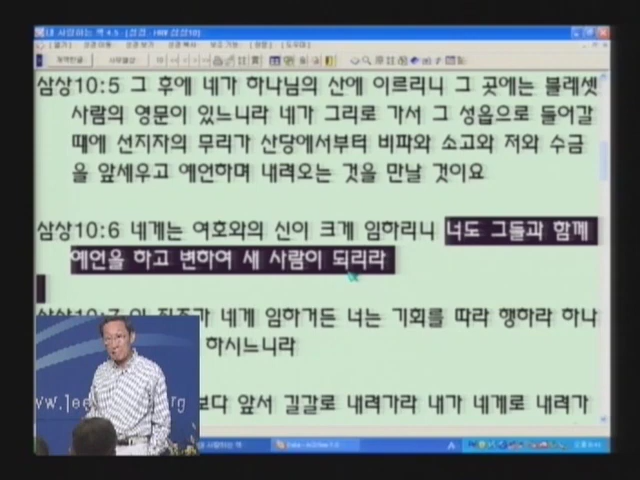 삼상10:5 그 후에 네가 하나님의 산에 이르리니 그 곳에는 블레셋
사람의 영문이 있느니라 네가 그리로 가서 그 성읍으로 들어갈
때에 선지자의 무리가 산당에서부터 비파와 소고와 저와 수금
을 앞세우고 예언하며 내려오는 것을 만날 것이요
삼상10:6 네게는 여호와의 신이 크게 임하리니 너도 그들과 함께
예언을 하고 변하여 새 사람이 되리라
네게 임하거든 너는 기회를 따라 행하라 하나
하시느니라
보다 앞서 길갈로 내려가라 내가 네게로 내려가